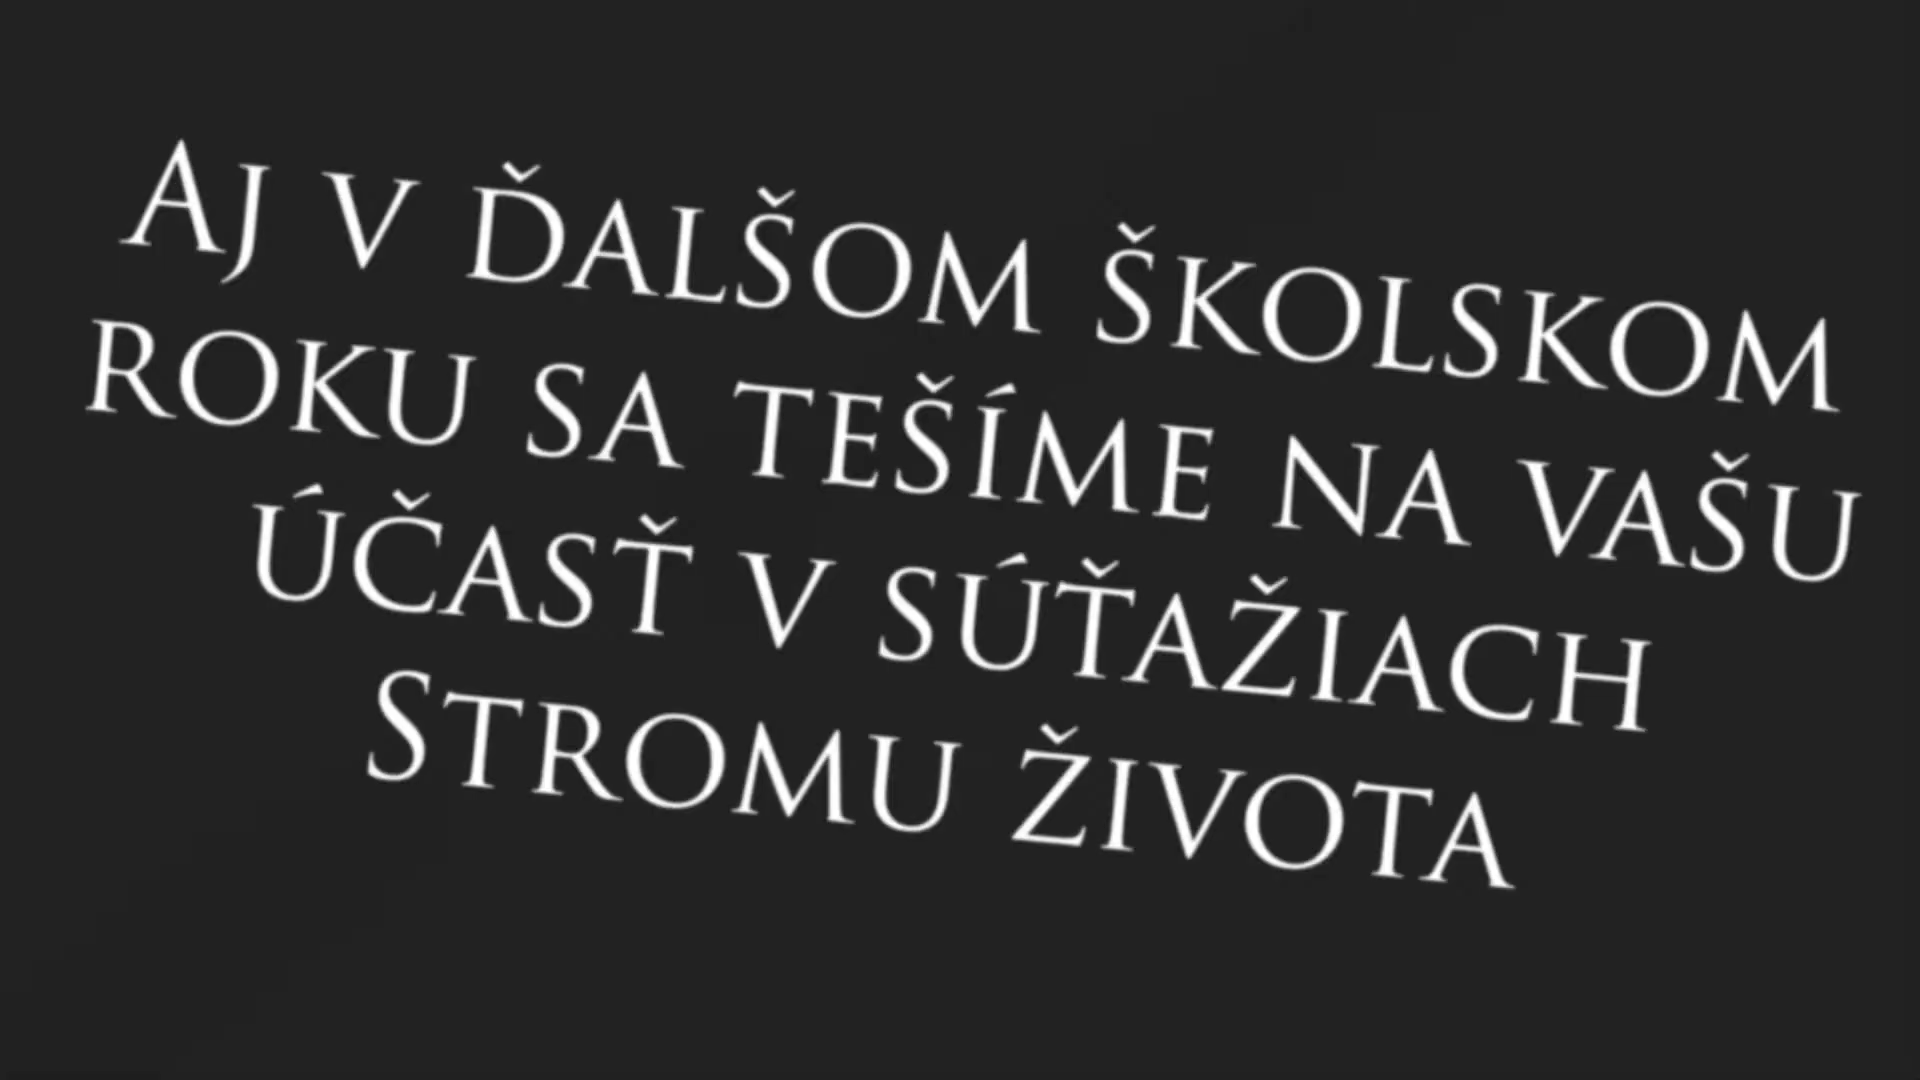 Aj v ďalšom školskom
roku sa tešíme na vašu
účasť v súťažiach
Stromu života